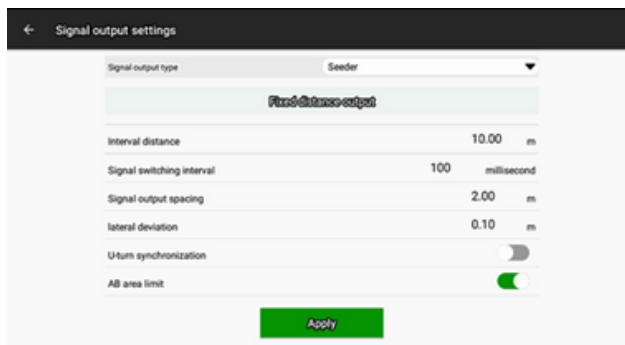 Signal output settings
Signal output type Seeder
Fixed distance output
Interval distance 10.00 m
Signal switching interval 100 millisecond
Signal output spacing 2.00 m
lateral deviation 0.10 m
U-turn synchronization
AB area limit
Apply